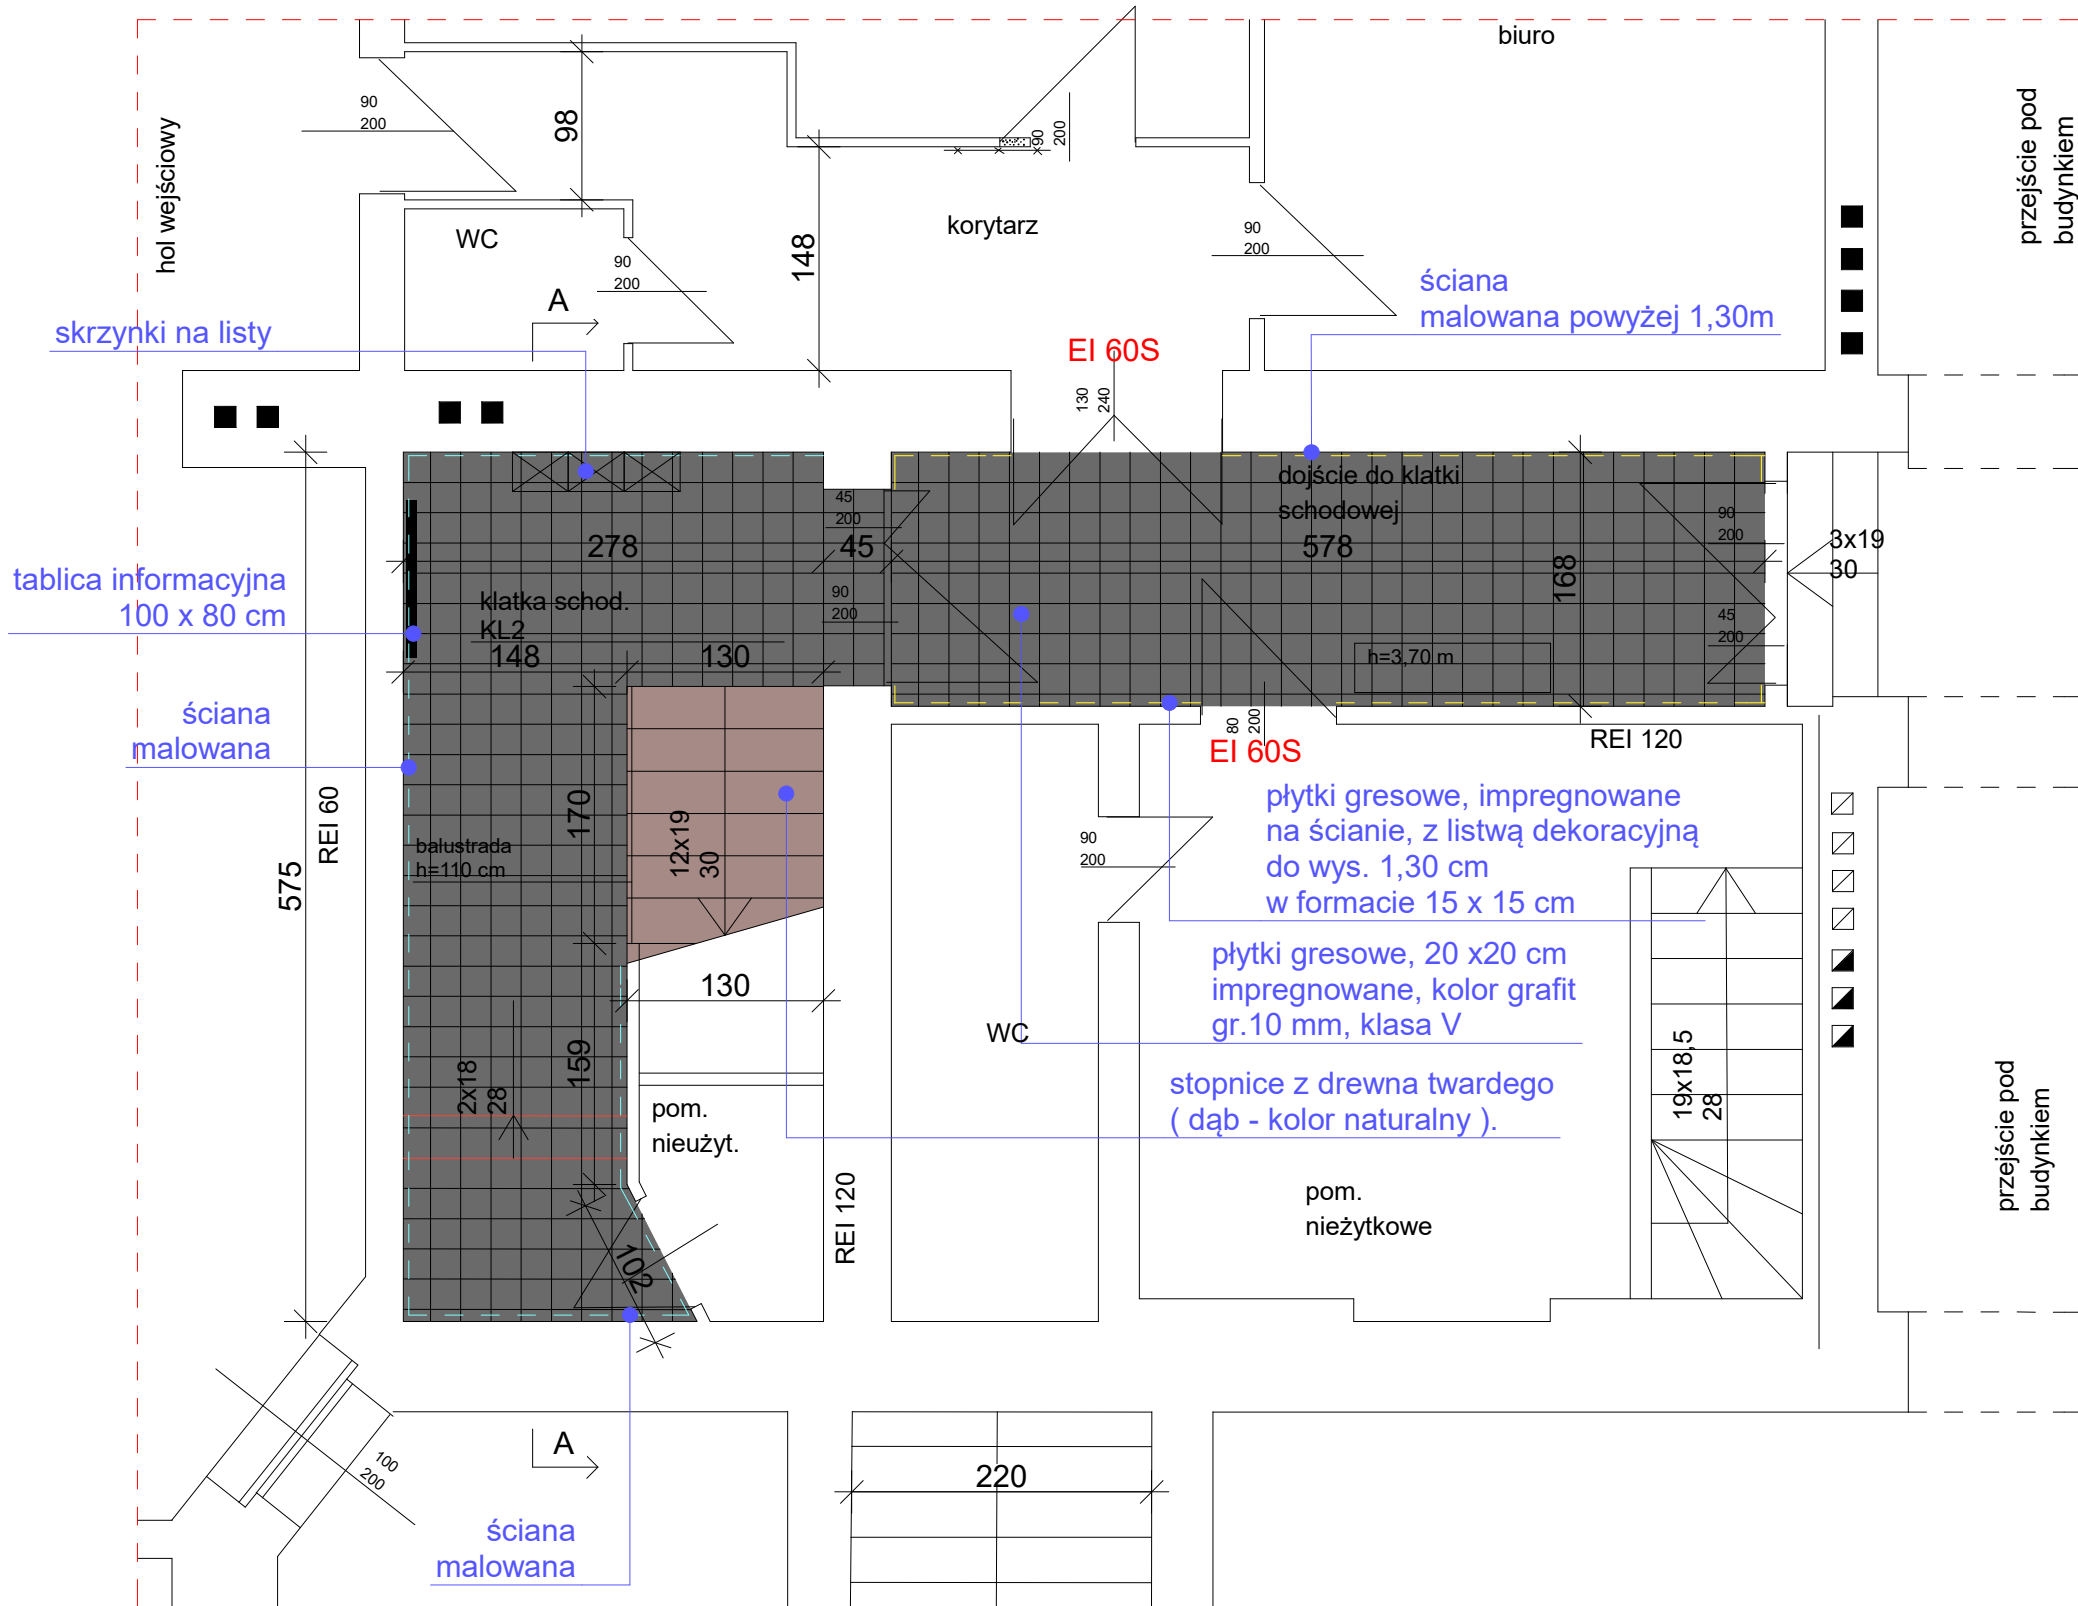 biuro
hol wejściowy
90
200
98
90
200
przejście pod
budynkiem
WC
korytarz
148
90
200
90
200
A
skrzynki na listy
ściana
malowana powyżej 1,30m
EI 60S
130
240
dojście do klatki
schodowej
45
200
278
45
578
168
90
200
3x19
30
tablica informacyjna
100 x 80 cm
klatka schod.
KL2
90
200
45
200
148
130
h=3,70 m
ściana
malowana
80
200
EI 60S
REI 120
REI 60
575
170
12x19
30
balustrada
h=110 cm
płytki gresowe, impregnowane
na ścianie, z listwą dekoracyjną
do wys. 1,30 cm
w formacie 15 x 15 cm
90
200
130
płytki gresowe, 20 x20 cm
impregnowane, kolor grafit
gr.10 mm, klasa V
WC
159
2x18
28
pom.
nieużyt.
stopnice z drewna twardego
( dąb - kolor naturalny ).
19x18,5
28
przejście pod
budynkiem
REI 120
pom.
nieżytkowe
102
A
100
200
220
ściana
malowana